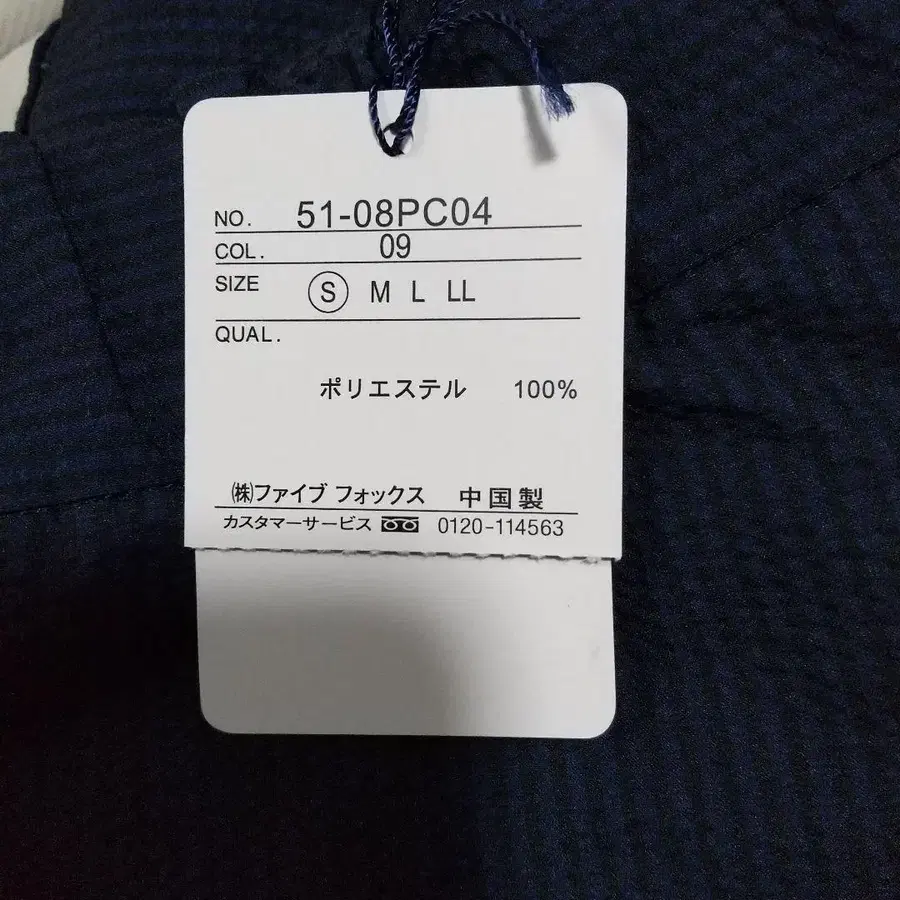 NO. 51-08PC04
COL. 09
SIZE S M L LL
QUAL.
ポリエステル 100%
㈱ファイブ フォックス 中国製
カスタマーサービス 0120-114563